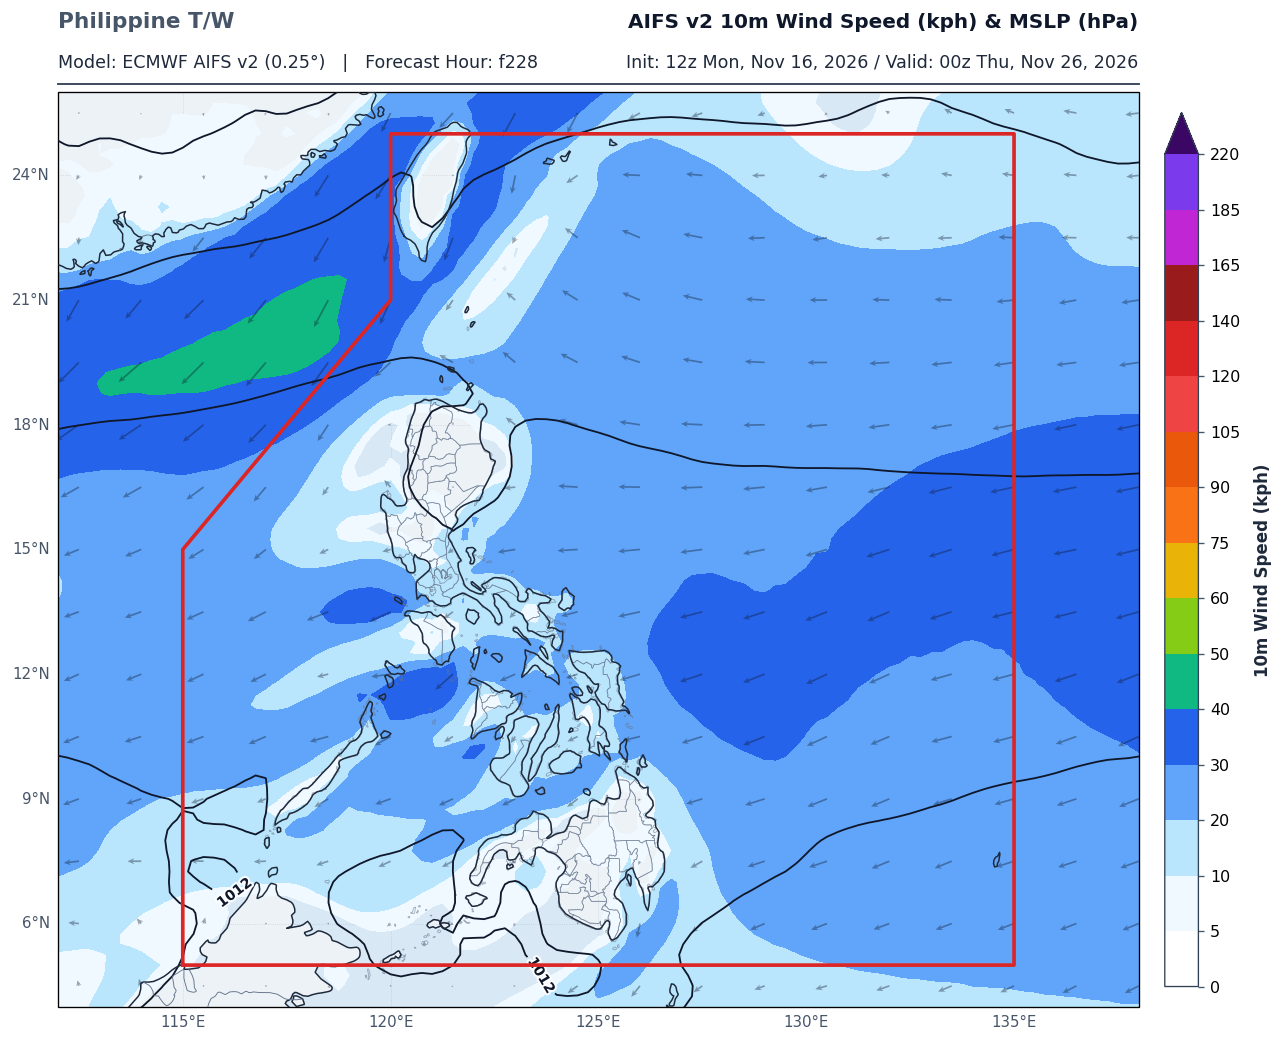 Philippine T/W
AIFS v2 10m Wind Speed (kph) & MSLP (hPa)
Model: ECMWF AIFS v2 (0.25°)   |   Forecast Hour: f228
Init: 12z Mon, Nov 16, 2026 / Valid: 00z Thu, Nov 26, 2026
24°N
21°N
18°N
15°N
12°N
9°N
6°N
1012
1012
115°E
120°E
125°E
130°E
135°E
220
185
165
140
120
105
90
75
60
50
40
30
20
10
5
0
10m Wind Speed (kph)